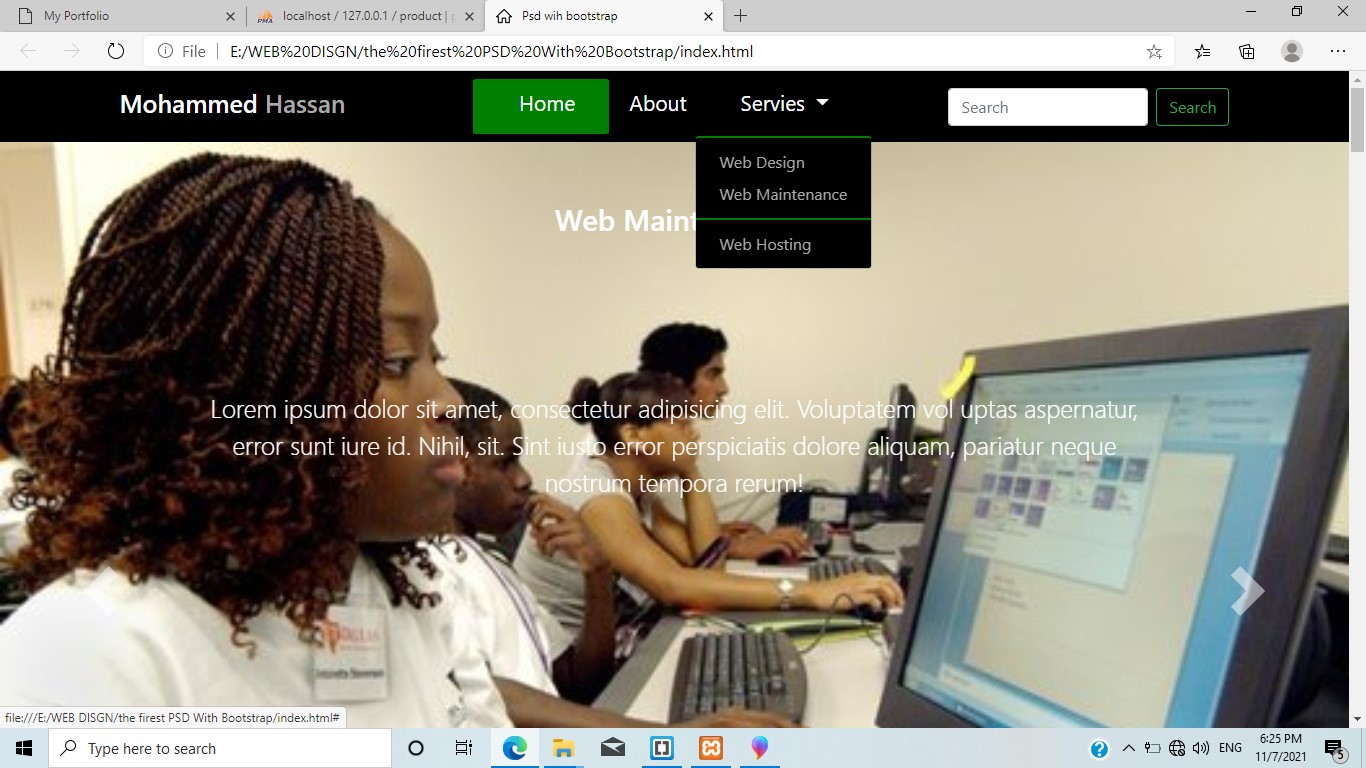 My Portfolio
localhost / 127.0.0.1 / product | p
Psd wih bootstrap
File
E:/WEB%20DISGN/the%20firest%20PSD%20With%20Bootstrap/index.html
Mohammed Hassan
Home
About
Servies
Search
Search
Web Design
Web Maintenance
Web Hosting
Web Maint
Lorem ipsum dolor sit amet, consectetur adipisicing elit. Voluptatem vol uptas aspernatur,
error sunt iure id. Nihil, sit. Sint iusto error perspiciatis dolore aliquam, pariatur neque
nostrum tempora rerum!
file:///E:/WEB DISGN/the firest PSD With Bootstrap/index.html#
Type here to search
ENG
6:25 PM
11/7/2021
5